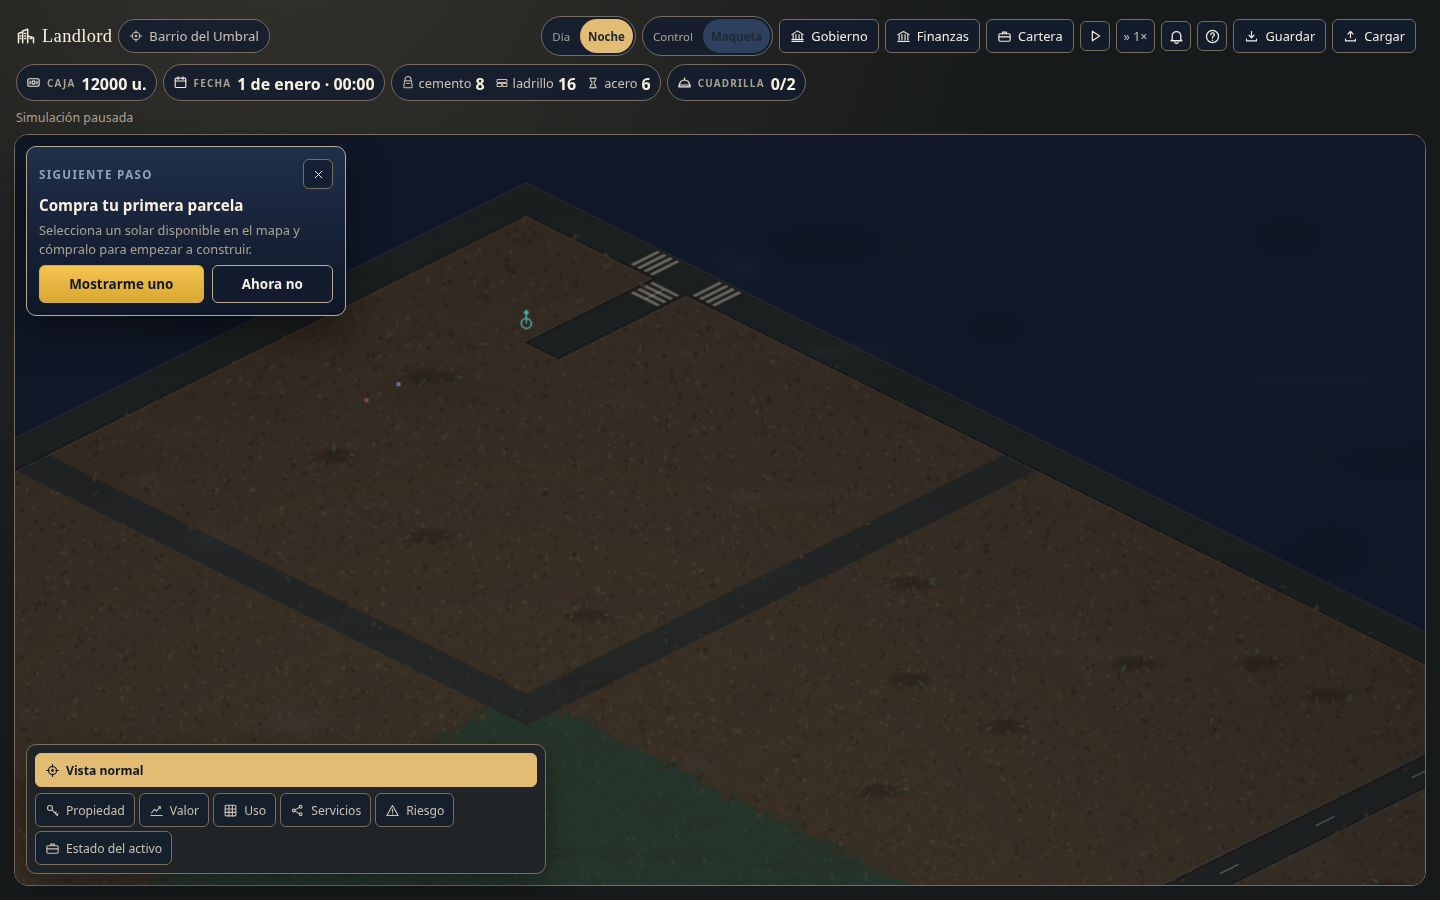 Landlord
Barrio del Umbral
Día
Noche
Control
Maqueta
Gobierno
Finanzas
Cartera
» 1×
Guardar
Cargar
CAJA 12000 u.
FECHA 1 de enero · 00:00
cemento 8 ladrillo 16 acero 6
CUADRILLA 0/2
Simulación pausada
SIGUIENTE PASO
Compra tu primera parcela
Selecciona un solar disponible en el mapa y
cómpralo para empezar a construir.
Mostrarme uno
Ahora no
Vista normal
Propiedad
Valor
Uso
Servicios
Riesgo
Estado del activo